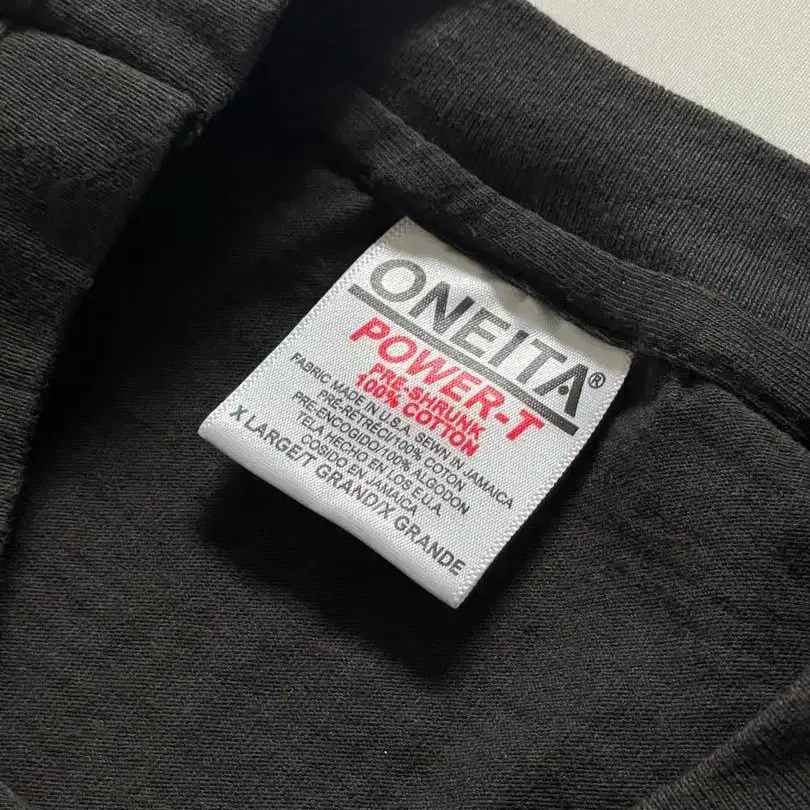 ONEITA®
POWER-T
PRE-SHRUNK
100% COTTON
FABRIC MADE IN U.S.A. SEWN IN JAMAICA
PRE-RETRÉCI/100% COTON
PRE-ENCOGIDO/100% ALGODON
TELA HECHO EN LOS E.U.A.
COSIDO EN JAMAICA
X LARGE/T GRAND/X GRANDE